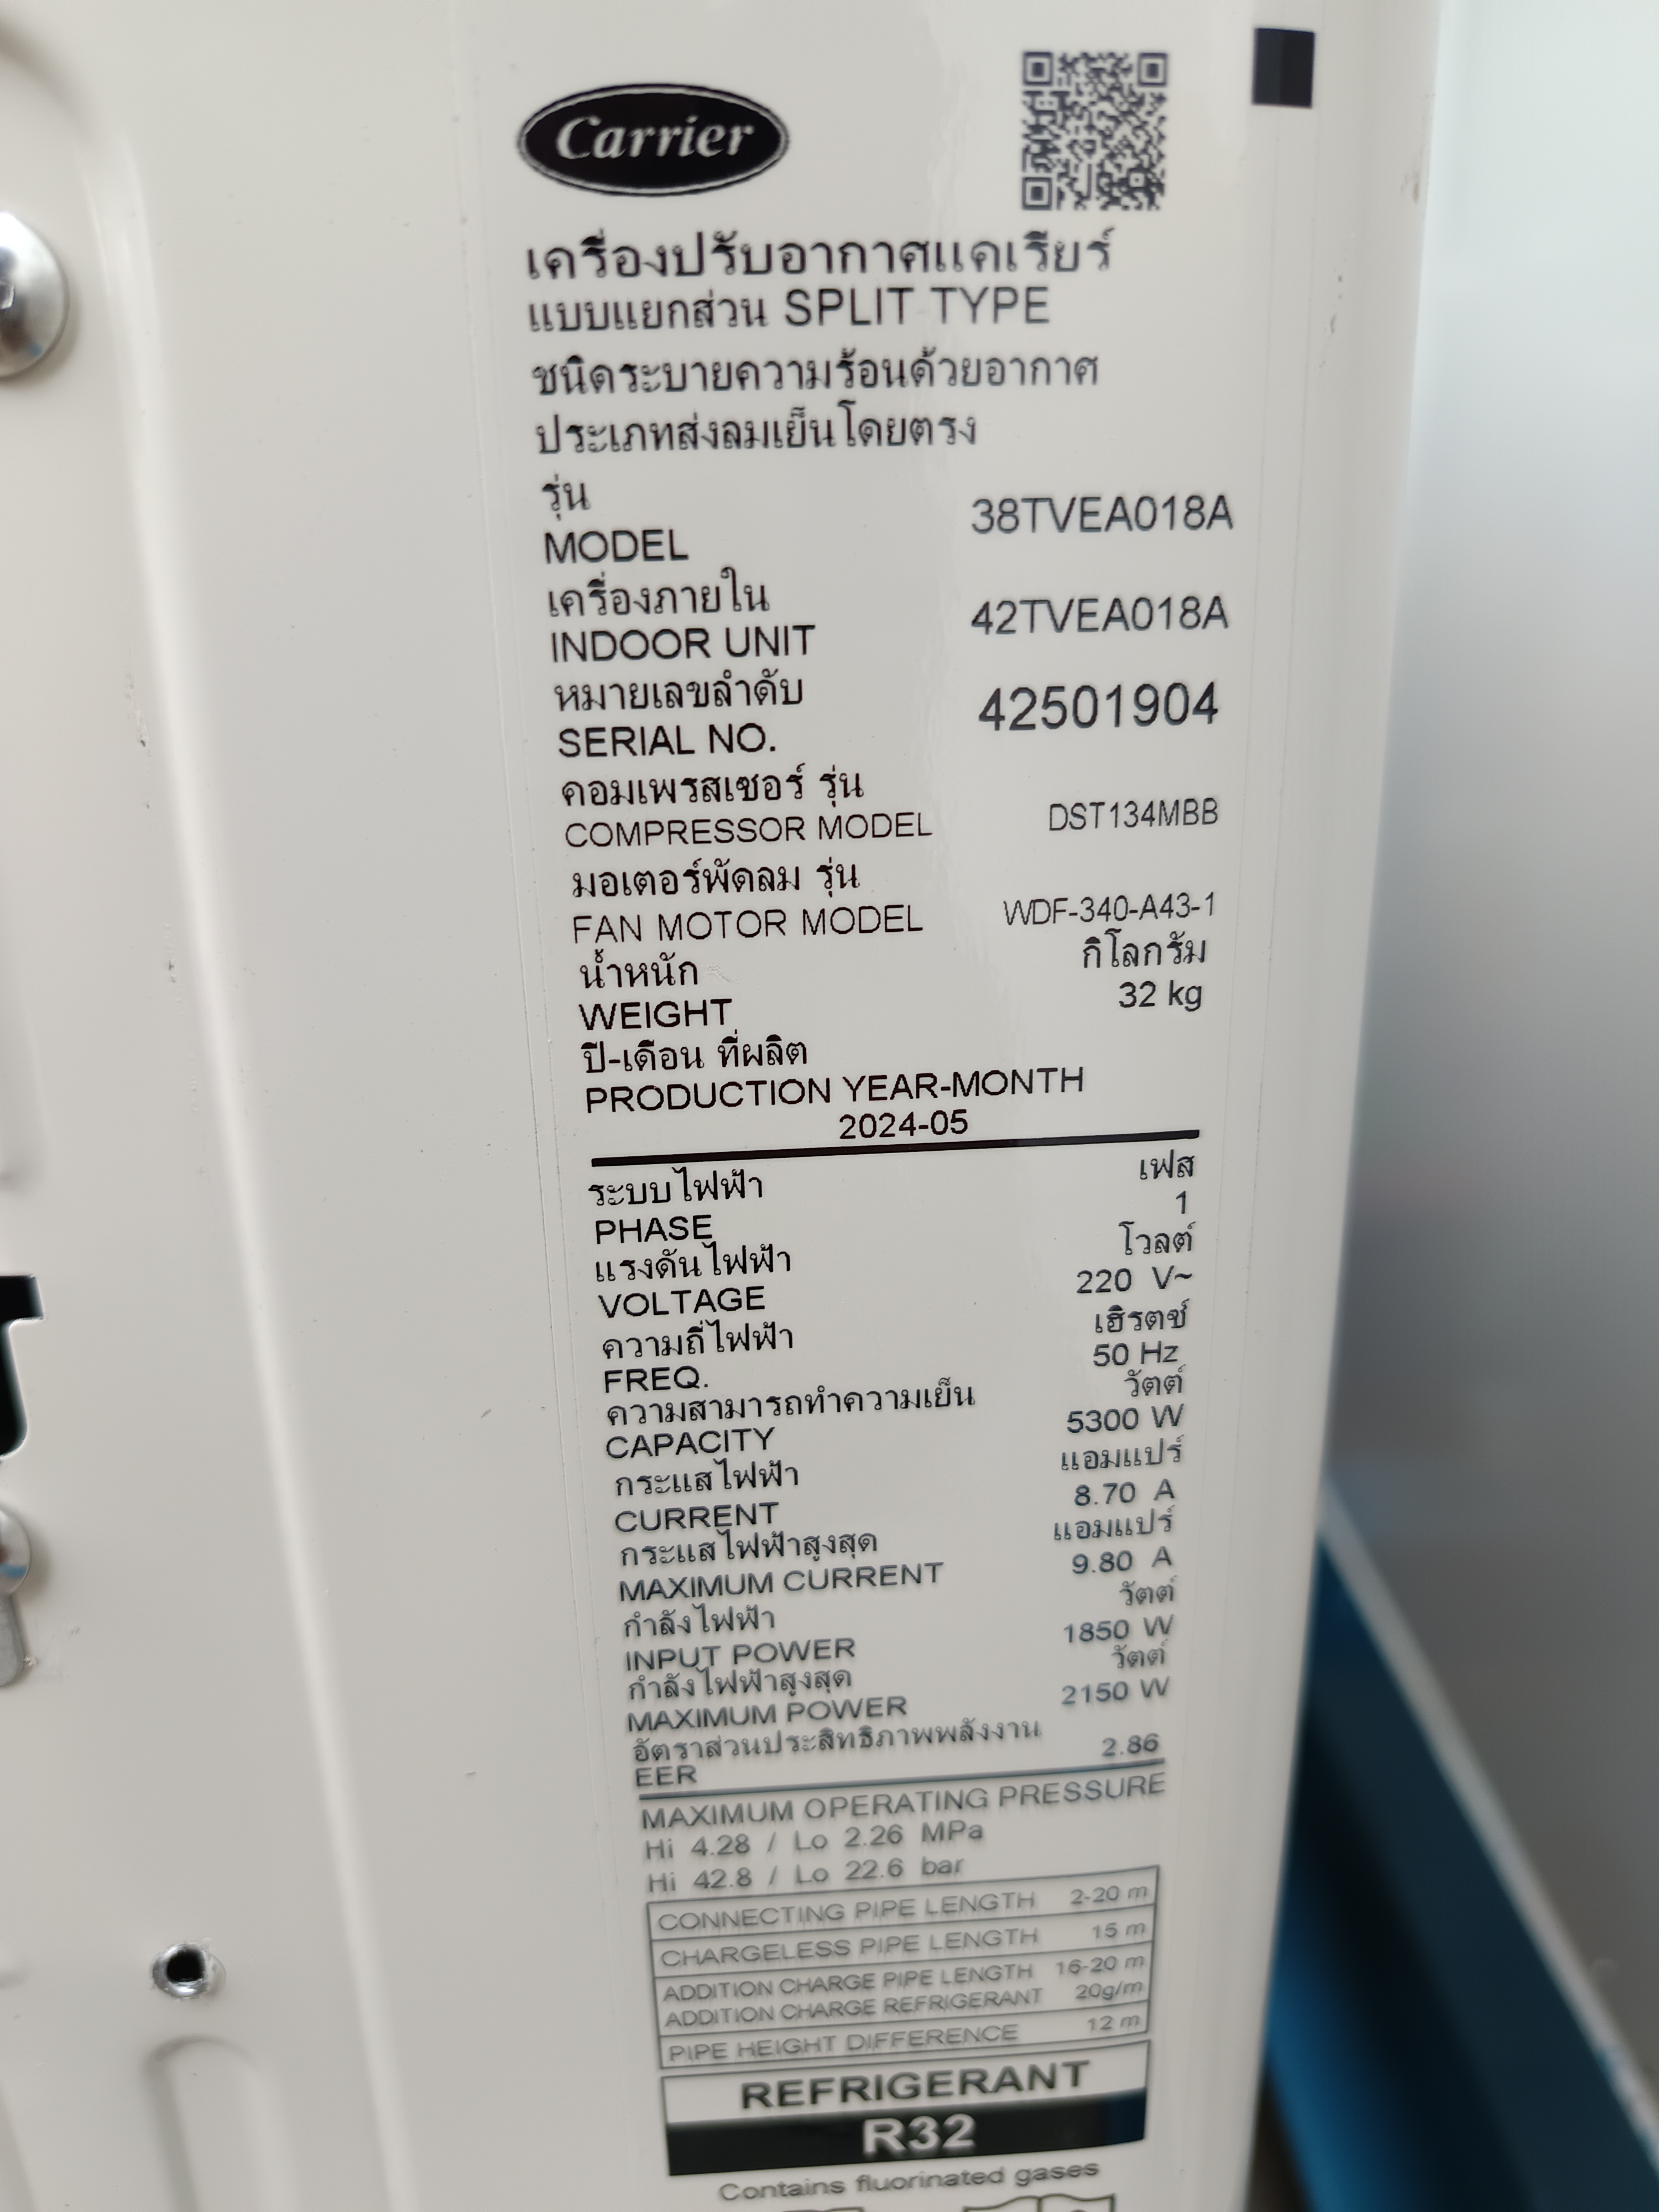 Carrier
เครื่องปรับอากาศแคเรียร์
แบบแยกส่วน SPLIT TYPE
ชนิดระบายความร้อนด้วยอากาศ
ประเภทส่งลมเย็นโดยตรง
รุ่น
MODEL 38TVEA018A
เครื่องภายใน
INDOOR UNIT 42TVEA018A
หมายเลขลำดับ
SERIAL NO. 42501904
คอมเพรสเซอร์ รุ่น
COMPRESSOR MODEL DST134MBB
มอเตอร์พัดลม รุ่น
FAN MOTOR MODEL WDF-340-A43-1
น้ำหนัก กิโลกรัม
WEIGHT 32 kg
ปี-เดือน ที่ผลิต
PRODUCTION YEAR-MONTH
2024-05
ระบบไฟฟ้า เฟส
PHASE 1
แรงดันไฟฟ้า โวลต์
VOLTAGE 220 V~
ความถี่ไฟฟ้า เฮิรตซ์
FREQ. 50 Hz
ความสามารถทำความเย็น วัตต์
CAPACITY 5300 W
กระแสไฟฟ้า แอมแปร์
CURRENT 8.70 A
กระแสไฟฟ้าสูงสุด แอมแปร์
MAXIMUM CURRENT 9.80 A
กำลังไฟฟ้า วัตต์
INPUT POWER 1850 W
กำลังไฟฟ้าสูงสุด วัตต์
MAXIMUM POWER 2150 W
อัตราส่วนประสิทธิภาพพลังงาน
EER 2.86
MAXIMUM OPERATING PRESSURE
Hi 4.28 / Lo 2.26 MPa
Hi 42.8 / Lo 22.6 bar
CONNECTING PIPE LENGTH 2-20 m
CHARGELESS PIPE LENGTH 15 m
ADDITION CHARGE PIPE LENGTH 16-20 m
ADDITION CHARGE REFRIGERANT 20g/m
PIPE HEIGHT DIFFERENCE 12 m
REFRIGERANT
R32
Contains fluorinated gases